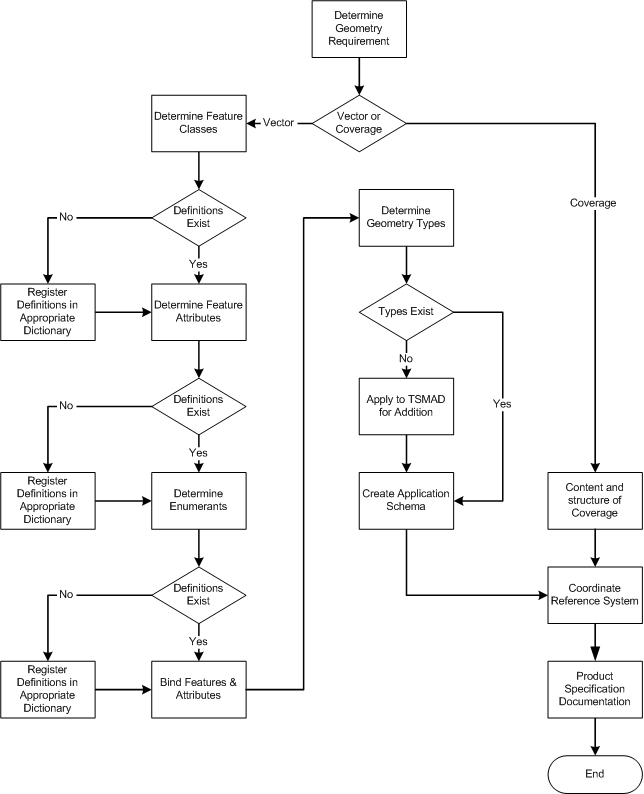 Determine
Geometry
Requirement
Vector or
Coverage
Vector
Coverage
Determine Feature
Classes
Definitions
Exist
No
Yes
Register
Definitions in
Appropriate
Dictionary
Determine Feature
Attributes
Definitions
Exist
No
Yes
Register
Definitions in
Appropriate
Dictionary
Determine
Enumerants
Definitions
Exist
No
Yes
Register
Definitions in
Appropriate
Dictionary
Bind Features &
Attributes
Determine
Geometry Types
Types Exist
No
Yes
Apply to TSMAD
for Addition
Create Application
Schema
Content and
structure of
Coverage
Coordinate
Reference System
Product
Specification
Documentation
End